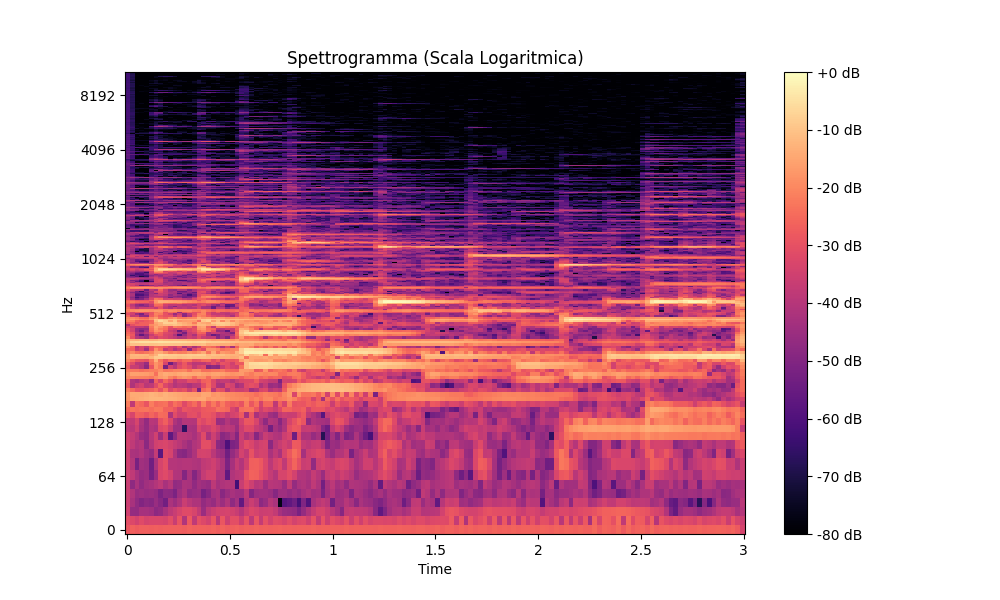 Spettrogramma (Scala Logaritmica)
Hz
8192
4096
2048
1024
512
256
128
64
0
0
0.5
1
1.5
2
2.5
3
Time
+0 dB
-10 dB
-20 dB
-30 dB
-40 dB
-50 dB
-60 dB
-70 dB
-80 dB